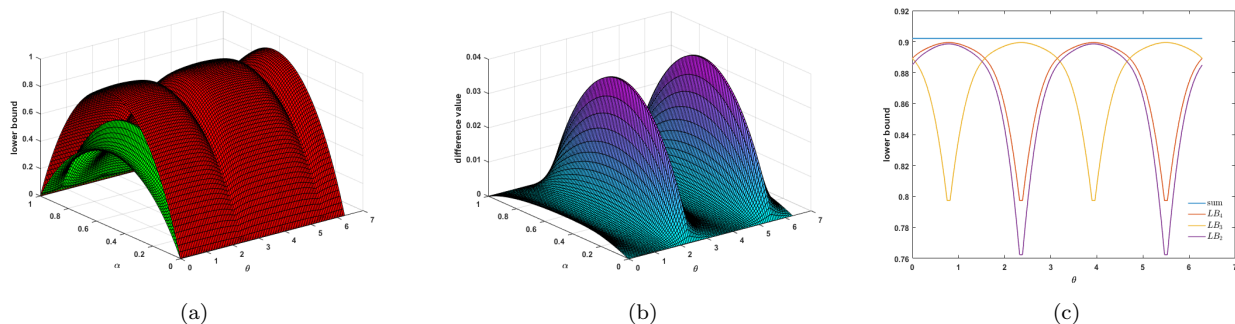 1
0.8
0.6
0.4
0.2
0
lower bound
1
0.8
0.6
0.4
0.2
0
α
0 1 2 3 4 5 6 7
θ
(a)
0.04
0.03
0.02
0.01
0
difference value
1
0.8
0.6
0.4
0.2
0
α
0 1 2 3 4 5 6 7
θ
(b)
0.92
0.9
0.88
0.86
0.84
0.82
0.8
0.78
0.76
lower bound
sum
LB₄
LB₃
LB₂
0 1 2 3 4 5 6 7
θ
(c)